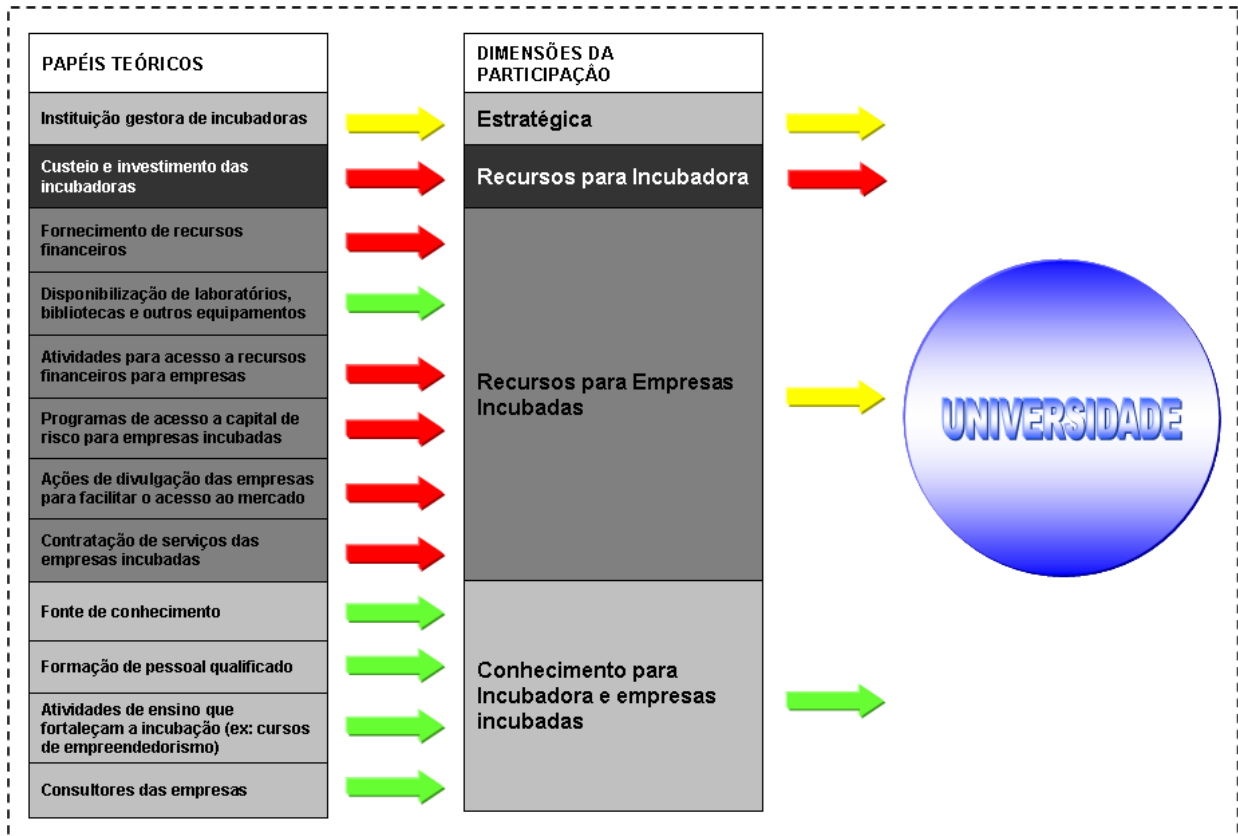 PAPÉIS TEÓRICOS
Instituição gestora de incubadoras
Custeio e investimento das
incubadoras
Fornecimento de recursos
financeiros
Disponibilização de laboratórios,
bibliotecas e outros equipamentos
Atividades para acesso a recursos
financeiros para empresas
Programas de acesso a capital de
risco para empresas incubadas
Ações de divulgação das empresas
para facilitar o acesso ao mercado
Contratação de serviços das
empresas incubadas
Fonte de conhecimento
Formação de pessoal qualificado
Atividades de ensino que
fortaleçam a incubação (ex: cursos
de empreendedorismo)
Consultores das empresas
DIMENSÕES DA
PARTICIPAÇÂO
Estratégica
Recursos para Incubadora
Recursos para Empresas
Incubadas
Conhecimento para
Incubadora e empresas
incubadas
UNIVERSIDADE